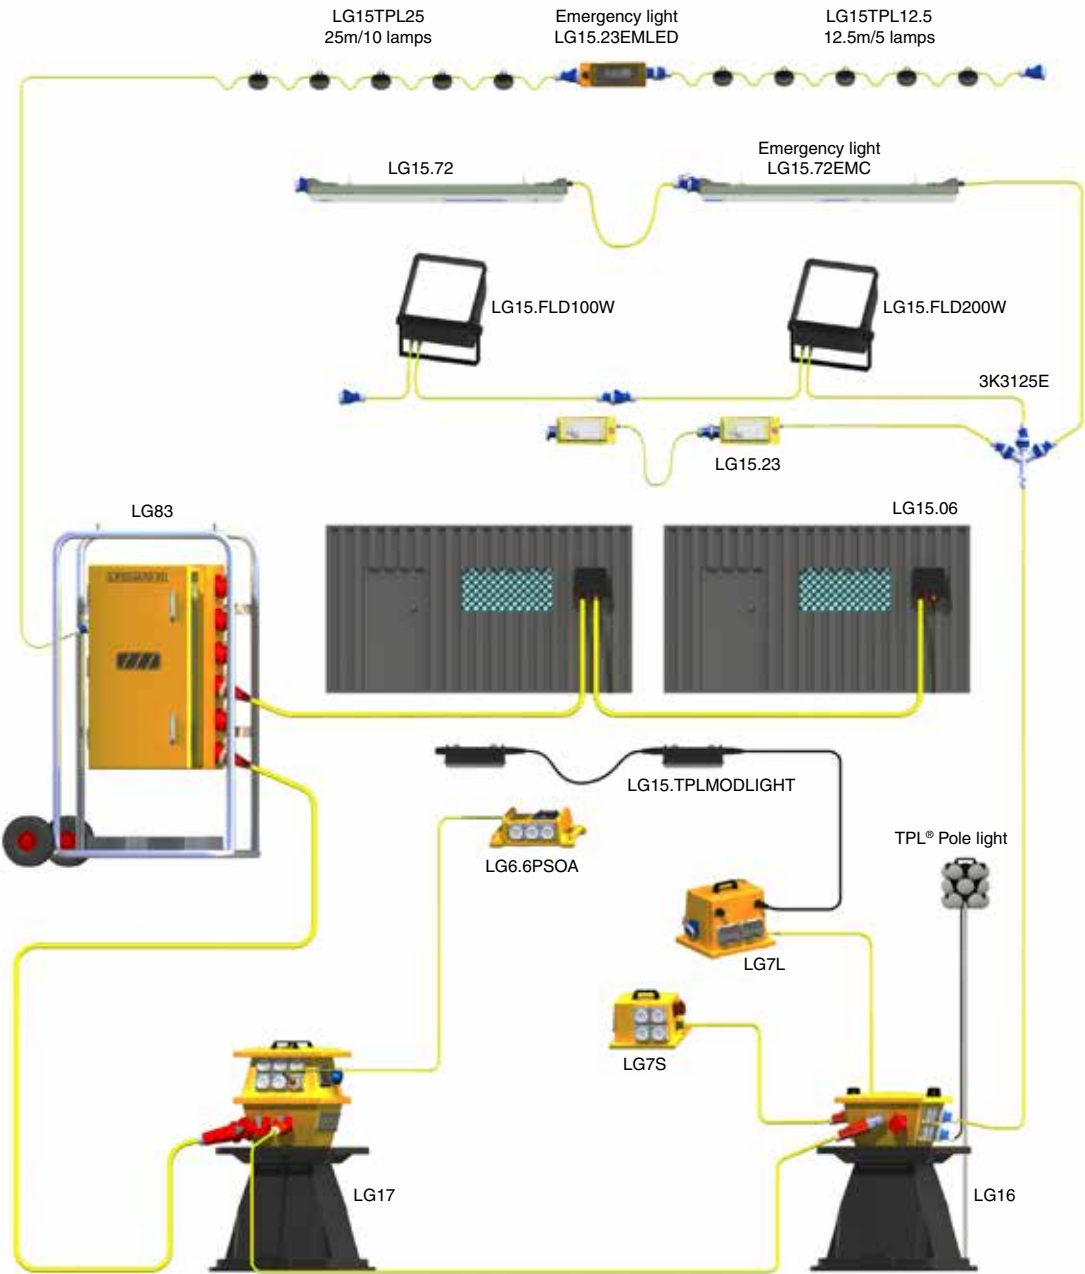 LG15TPL25
25m/10 lamps
Emergency light
LG15.23EMLED
LG15TPL12.5
12.5m/5 lamps
LG15.72
Emergency light
LG15.72EMC
LG15.FLD100W
LG15.FLD200W
3K3125E
LG15.23
LG83
LG15.06
LG15.TPLMODLIGHT
LG6.6PSOA
TPL® Pole light
LG7L
LG7S
LG17
LG16